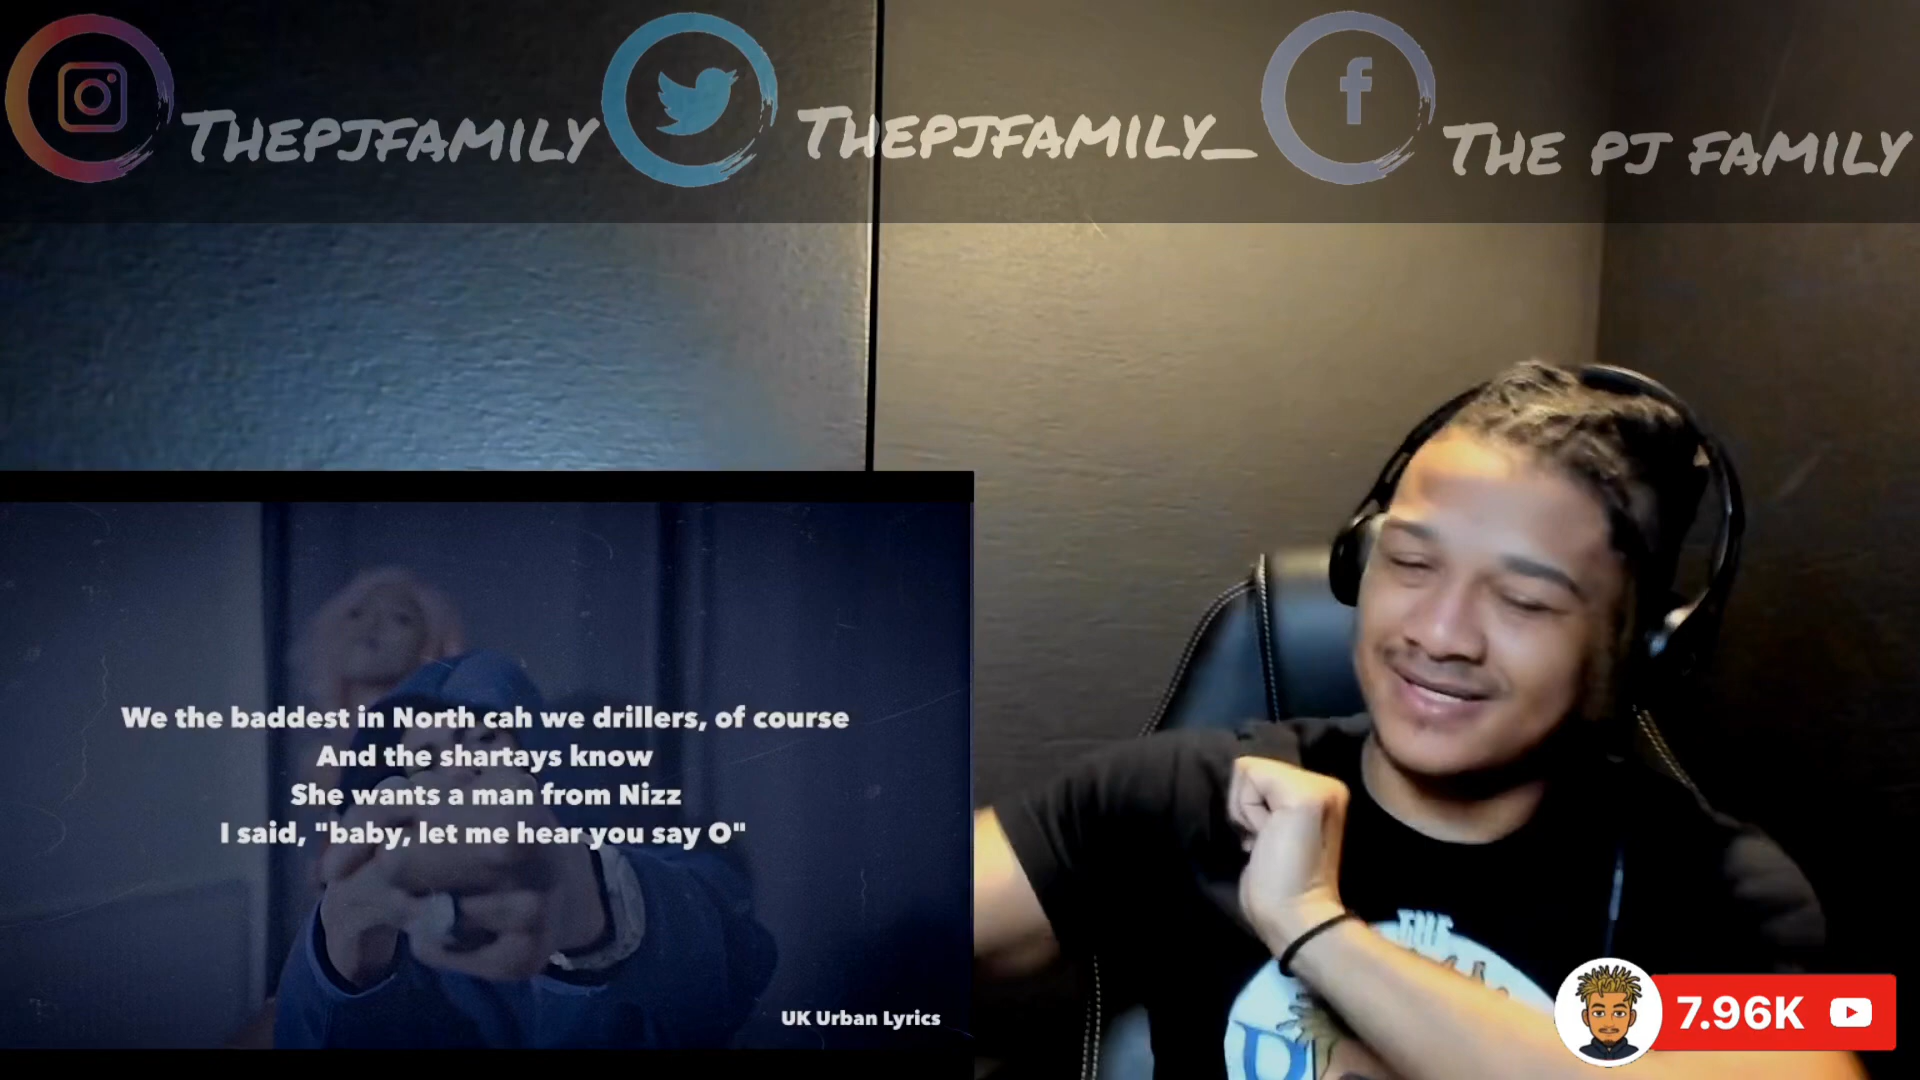 THEPJFAMILY
THEPJFAMILY_
THE PJ FAMILY
We the baddest in North cah we drillers, of course
And the shartays know
She wants a man from Nizz
I said, "baby, let me hear you say O"
UK Urban Lyrics
THE
7.96K